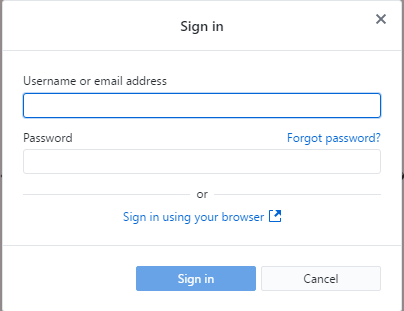 Sign in
Username or email address
Password Forgot password?
or
Sign in using your browser
Sign in Cancel